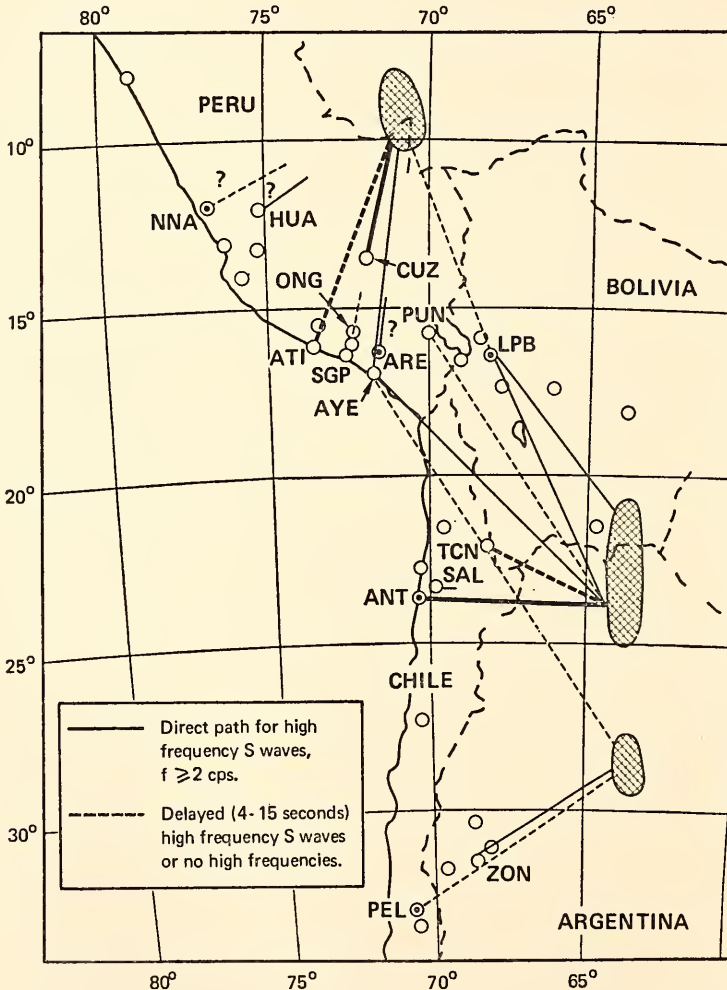 80° 75° 70° 65°
PERU
10°
?
?
NNA
HUA
CUZ
ONG
BOLIVIA
PUN
15°
?
LPB
ATI
ARE
SGP
AYE
20°
TCN
SAL
ANT
25°
CHILE
Direct path for high
frequency S waves,
f ≥2 cps.
Delayed (4-15 seconds)
high frequency S waves
or no high frequencies.
30°
ZON
PEL
ARGENTINA
80° 75° 70° 65°